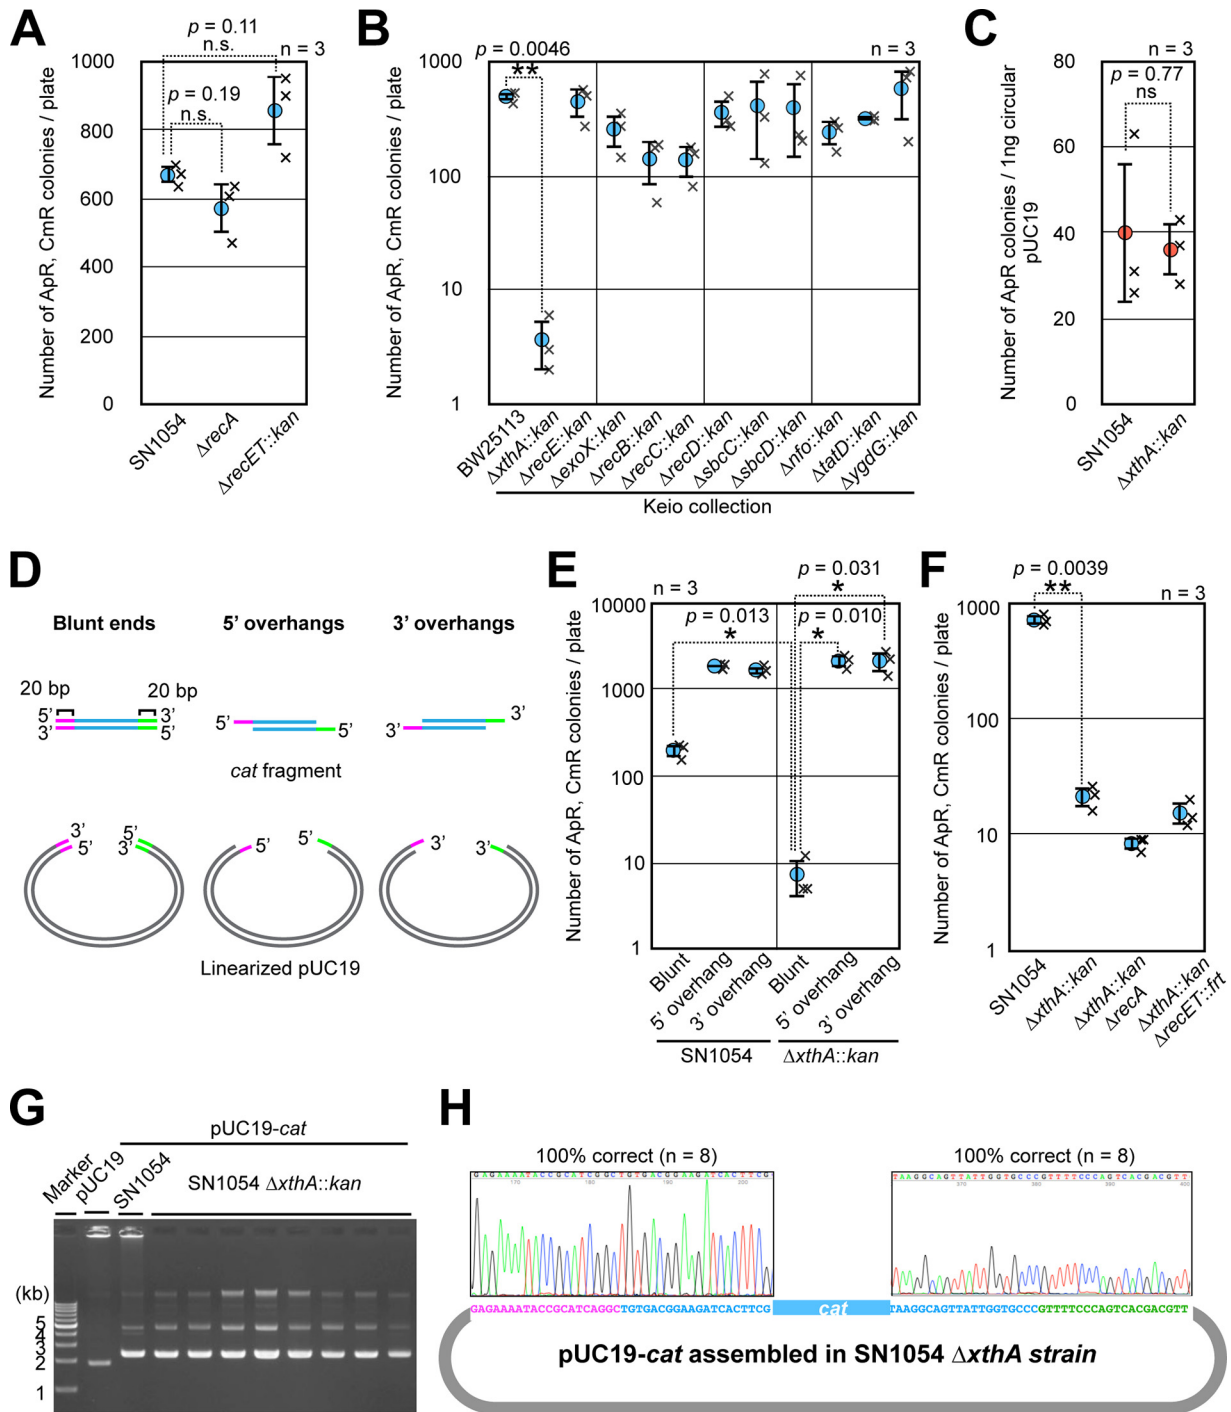 A
p = 0.11
n.s.
n = 3
p = 0.19
n.s.
Number of ApR, CmR colonies / plate
1000
800
600
400
200
0
SN1054
ΔrecA
ΔrecET::kan
B
p = 0.0046
**
n = 3
Number of ApR, CmR colonies / plate
1000
100
10
1
BW25113
ΔxthA::kan
ΔrecE::kan
ΔexoX::kan
ΔrecB::kan
ΔrecC::kan
ΔrecD::kan
ΔsbcC::kan
ΔsbcD::kan
Δnfo::kan
ΔtatD::kan
ΔygdG::kan
Keio collection
C
n = 3
p = 0.77
ns
Number of ApR colonies / 1ng circular
pUC19
80
60
40
20
0
SN1054
ΔxthA::kan
D
Blunt ends
5’ overhangs
3’ overhangs
20 bp
20 bp
5’
3’
3’
5’
5’
5’
3’
3’
cat fragment
3’
5’
5’
3’
5’
5’
3’
3’
Linearized pUC19
E
n = 3
p = 0.031
*
p = 0.013
*
p = 0.010
*
Number of ApR, CmR colonies / plate
10000
1000
100
10
1
Blunt
5’ overhang
3’ overhang
Blunt
5’ overhang
3’ overhang
SN1054
ΔxthA::kan
F
p = 0.0039
**
n = 3
Number of ApR, CmR colonies / plate
1000
100
10
1
SN1054
ΔxthA::kan
ΔxthA::kan
ΔrecA
ΔxthA::kan
ΔrecET::frt
G
pUC19-cat
Marker
pUC19
SN1054
SN1054 ΔxthA::kan
(kb)
5
4
3
2
1
H
100% correct (n = 8)
100% correct (n = 8)
GAGAAAATACCGCATCGGCTGTGACGGAAGATCACTTCG
170 180 190 200
TAAGGCAGTTATTGGTGCCCGTTTTCCCAGTCACGACGTT
370 380 390 400
GAGAAAATACCGCATCAGGCTGTGACGGAAGATCACTTCG
cat
TAAGGCAGTTATTGGTGCCCGTTTTCCCAGTCACGACGTT
pUC19-cat assembled in SN1054 ΔxthA strain